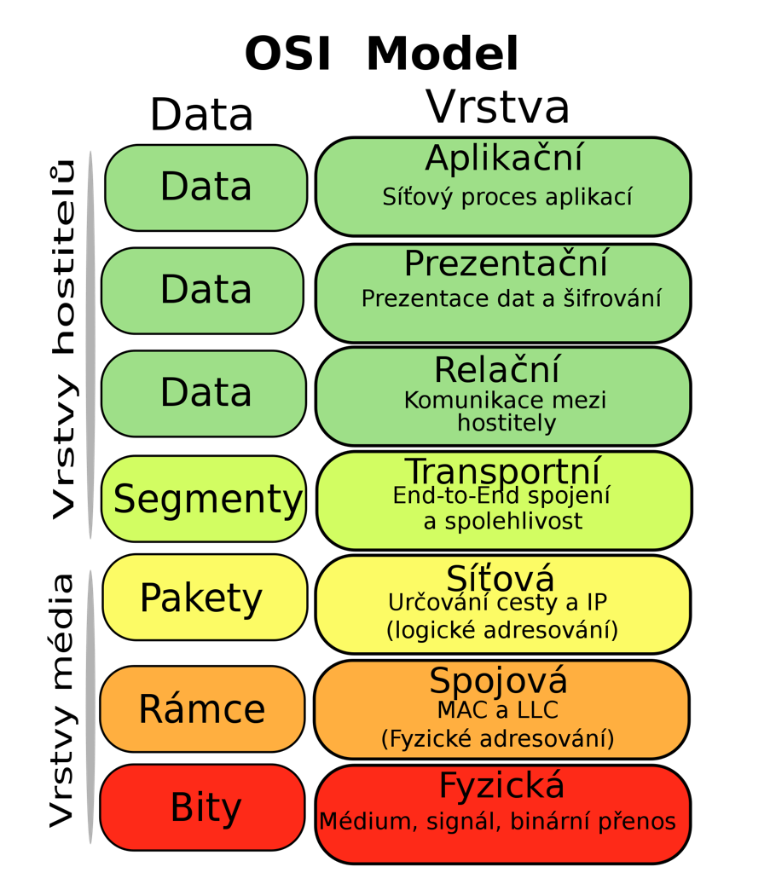 OSI Model
Data
Vrstva
Vrstvy hostitelů
Data
Aplikační
Síťový proces aplikací
Data
Prezentační
Prezentace dat a šifrování
Data
Relační
Komunikace mezi
hostitely
Segmenty
Transportní
End-to-End spojení
a spolehlivost
Vrstvy média
Pakety
Síťová
Určování cesty a IP
(logické adresování)
Rámce
Spojová
MAC a LLC
(Fyzické adresování)
Bity
Fyzická
Médium, signál, binární přenos